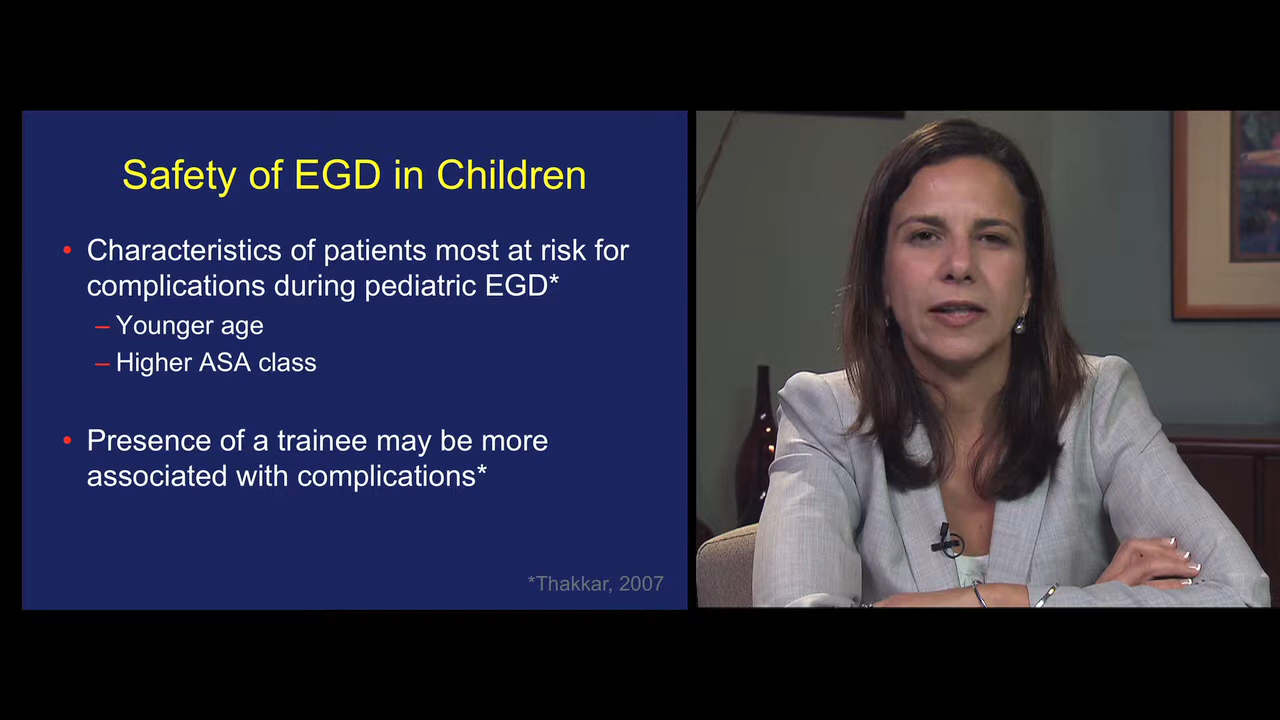 Safety of EGD in Children
• Characteristics of patients most at risk for
complications during pediatric EGD*
– Younger age
– Higher ASA class
• Presence of a trainee may be more
associated with complications*
*Thakkar, 2007